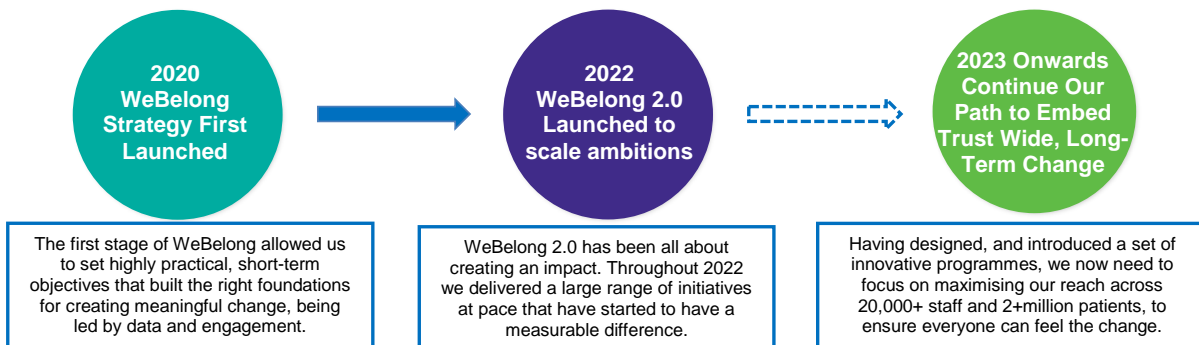 2020
WeBelong
Strategy First
Launched
2022
WeBelong 2.0
Launched to
scale ambitions
2023 Onwards
Continue Our
Path to Embed
Trust Wide, Long-
Term Change
The first stage of WeBelong allowed us
to set highly practical, short-term
objectives that built the right foundations
for creating meaningful change, being
led by data and engagement.
WeBelong 2.0 has been all about
creating an impact. Throughout 2022
we delivered a large range of initiatives
at pace that have started to have a
measurable difference.
Having designed, and introduced a set of
innovative programmes, we now need to
focus on maximising our reach across
20,000+ staff and 2+million patients, to
ensure everyone can feel the change.